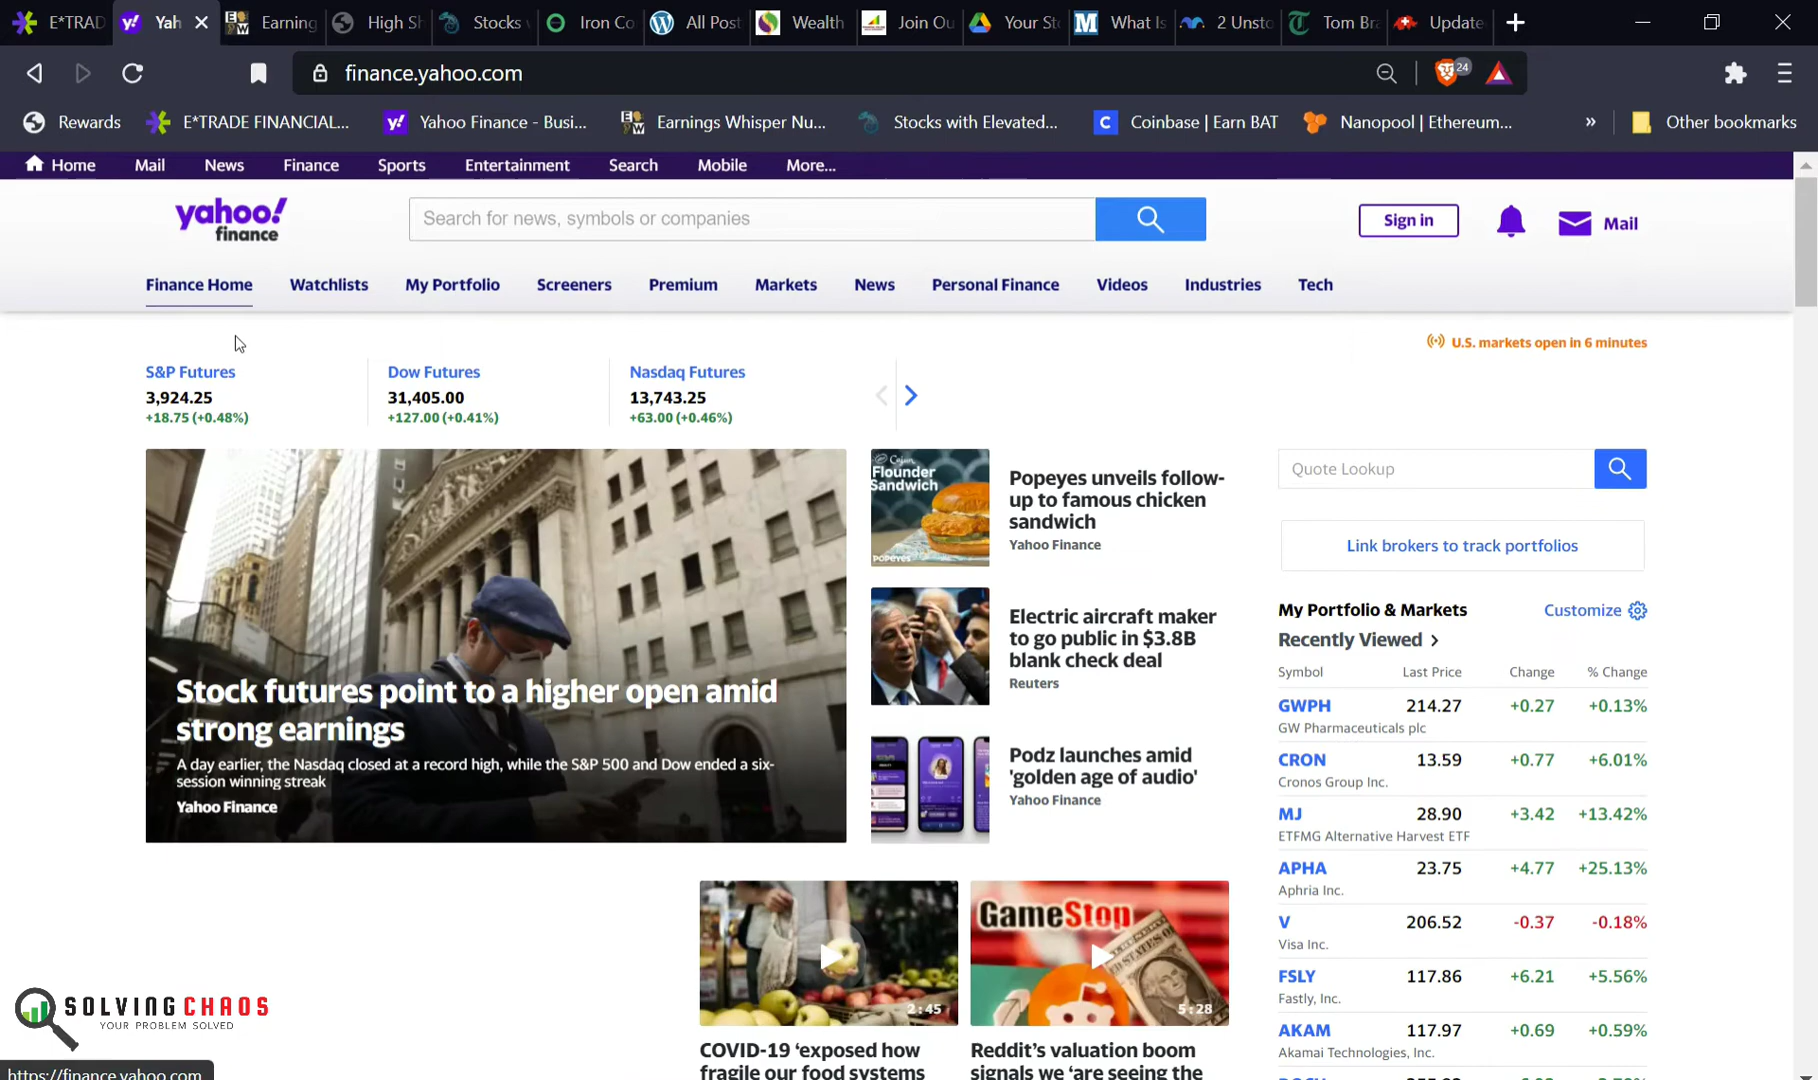 E*TRAD
Yah
Earning
High Sh
Stocks
Iron Co
All Post
Wealth
Join Ou
Your St
What Is
2 Unsto
Tom Bra
Update
finance.yahoo.com
24
Rewards
E*TRADE FINANCIAL...
Yahoo Finance - Busi...
Earnings Whisper Nu...
Stocks with Elevated...
Coinbase | Earn BAT
Nanopool | Ethereum...
»
Other bookmarks
Home Mail News Finance Sports Entertainment Search Mobile More...
yahoo!
finance
Search for news, symbols or companies
Sign in
Mail
Finance Home Watchlists My Portfolio Screeners Premium Markets News Personal Finance Videos Industries Tech
U.S. markets open in 6 minutes
S&P Futures
3,924.25
+18.75 (+0.48%)
Dow Futures
31,405.00
+127.00 (+0.41%)
Nasdaq Futures
13,743.25
+63.00 (+0.46%)
Stock futures point to a higher open amid
strong earnings
A day earlier, the Nasdaq closed at a record high, while the S&P 500 and Dow ended a six-
session winning streak
Yahoo Finance
Cajun
Flounder
Sandwich
POPEYES
Popeyes unveils follow-
up to famous chicken
sandwich
Yahoo Finance
Electric aircraft maker
to go public in $3.8B
blank check deal
Reuters
Podz launches amid
'golden age of audio'
Yahoo Finance
2:45
COVID-19 ‘exposed how
fragile our food systems
GameStop
5:28
Reddit’s valuation boom
signals we ‘are seeing the
Quote Lookup
Link brokers to track portfolios
My Portfolio & Markets
Customize
Recently Viewed
Symbol Last Price Change % Change
GWPH 214.27 +0.27 +0.13%
GW Pharmaceuticals plc
CRON 13.59 +0.77 +6.01%
Cronos Group Inc.
MJ 28.90 +3.42 +13.42%
ETFMG Alternative Harvest ETF
APHA 23.75 +4.77 +25.13%
Aphria Inc.
V 206.52 -0.37 -0.18%
Visa Inc.
FSLY 117.86 +6.21 +5.56%
Fastly, Inc.
AKAM 117.97 +0.69 +0.59%
Akamai Technologies, Inc.
SOLVINGCHAOS
YOUR PROBLEM SOLVED
https://finance.yahoo.com